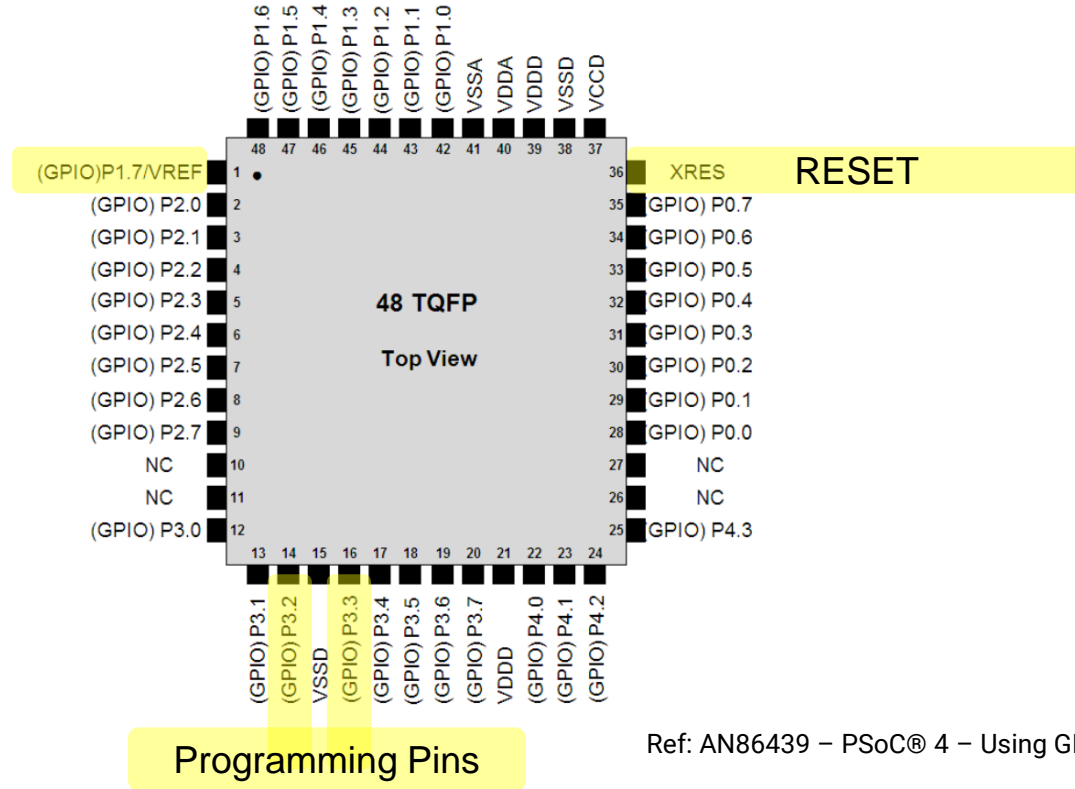 (GPIO) P1.6
(GPIO) P1.5
(GPIO) P1.4
(GPIO) P1.3
(GPIO) P1.2
(GPIO) P1.1
(GPIO) P1.0
VSSA
VDDA
VDDD
VSSD
VCCD
48 47 46 45 44 43 42 41 40 39 38 37
(GPIO)P1.7/VREF 1 36 XRES RESET
(GPIO) P2.0 2 35 (GPIO) P0.7
(GPIO) P2.1 3 34 (GPIO) P0.6
(GPIO) P2.2 4 33 (GPIO) P0.5
(GPIO) P2.3 5 48 TQFP 32 (GPIO) P0.4
(GPIO) P2.4 6 31 (GPIO) P0.3
(GPIO) P2.5 7 Top View 30 (GPIO) P0.2
(GPIO) P2.6 8 29 (GPIO) P0.1
(GPIO) P2.7 9 28 (GPIO) P0.0
NC 10 27 NC
NC 11 26 NC
(GPIO) P3.0 12 25 (GPIO) P4.3
13 14 15 16 17 18 19 20 21 22 23 24
(GPIO) P3.1
(GPIO) P3.2
VSSD
(GPIO) P3.3
(GPIO) P3.4
(GPIO) P3.5
(GPIO) P3.6
(GPIO) P3.7
VDDD
(GPIO) P4.0
(GPIO) P4.1
(GPIO) P4.2
Programming Pins
Ref: AN86439 – PSoC® 4 – Using